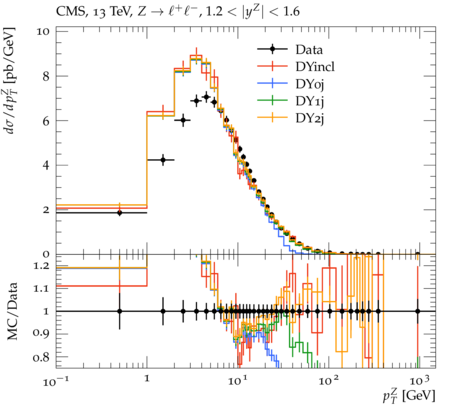 CMS, 13 TeV, Z → ℓ⁺ℓ⁻, 1.2 < |y^Z| < 1.6
dσ/dp_T^Z [pb/GeV]
10
8
6
4
2
0
Data
DYincl
DY0j
DY1j
DY2j
MC/Data
1.2
1.1
1
0.9
0.8
10⁻¹
1
10¹
10²
10³
p_T^Z [GeV]